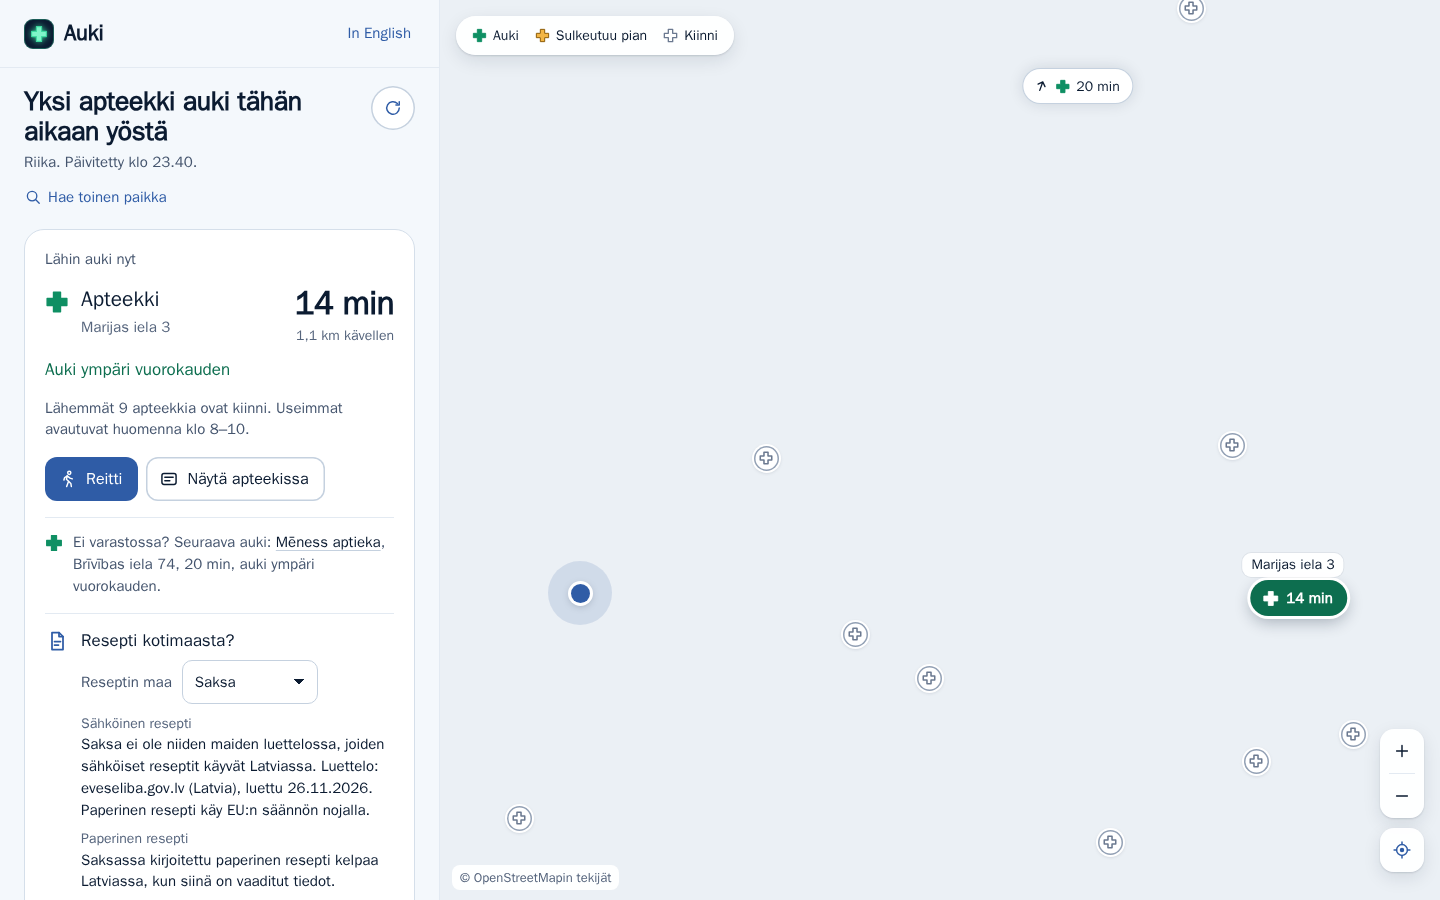 Auki
In English
Yksi apteekki auki tähän
aikaan yöstä
Riika. Päivitetty klo 23.40.
Hae toinen paikka
Lähin auki nyt
Apteekki
14 min
Marijas iela 3
1,1 km kävellen
Auki ympäri vuorokauden
Lähemmät 9 apteekkia ovat kiinni. Useimmat
avautuvat huomenna klo 8–10.
Reitti
Näytä apteekissa
Ei varastossa? Seuraava auki: Mēness aptieka,
Brīvības iela 74, 20 min, auki ympäri
vuorokauden.
Resepti kotimaasta?
Reseptin maa
Saksa
Sähköinen resepti
Saksa ei ole niiden maiden luettelossa, joiden
sähköiset reseptit käyvät Latviassa. Luettelo:
eveseliba.gov.lv (Latvia), luettu 26.11.2026.
Paperinen resepti käy EU:n säännön nojalla.
Paperinen resepti
Saksassa kirjoitettu paperinen resepti kelpaa
Latviassa, kun siinä on vaaditut tiedot.
Auki
Sulkeutuu pian
Kiinni
20 min
Marijas iela 3
14 min
+
−
© OpenStreetMapin tekijät